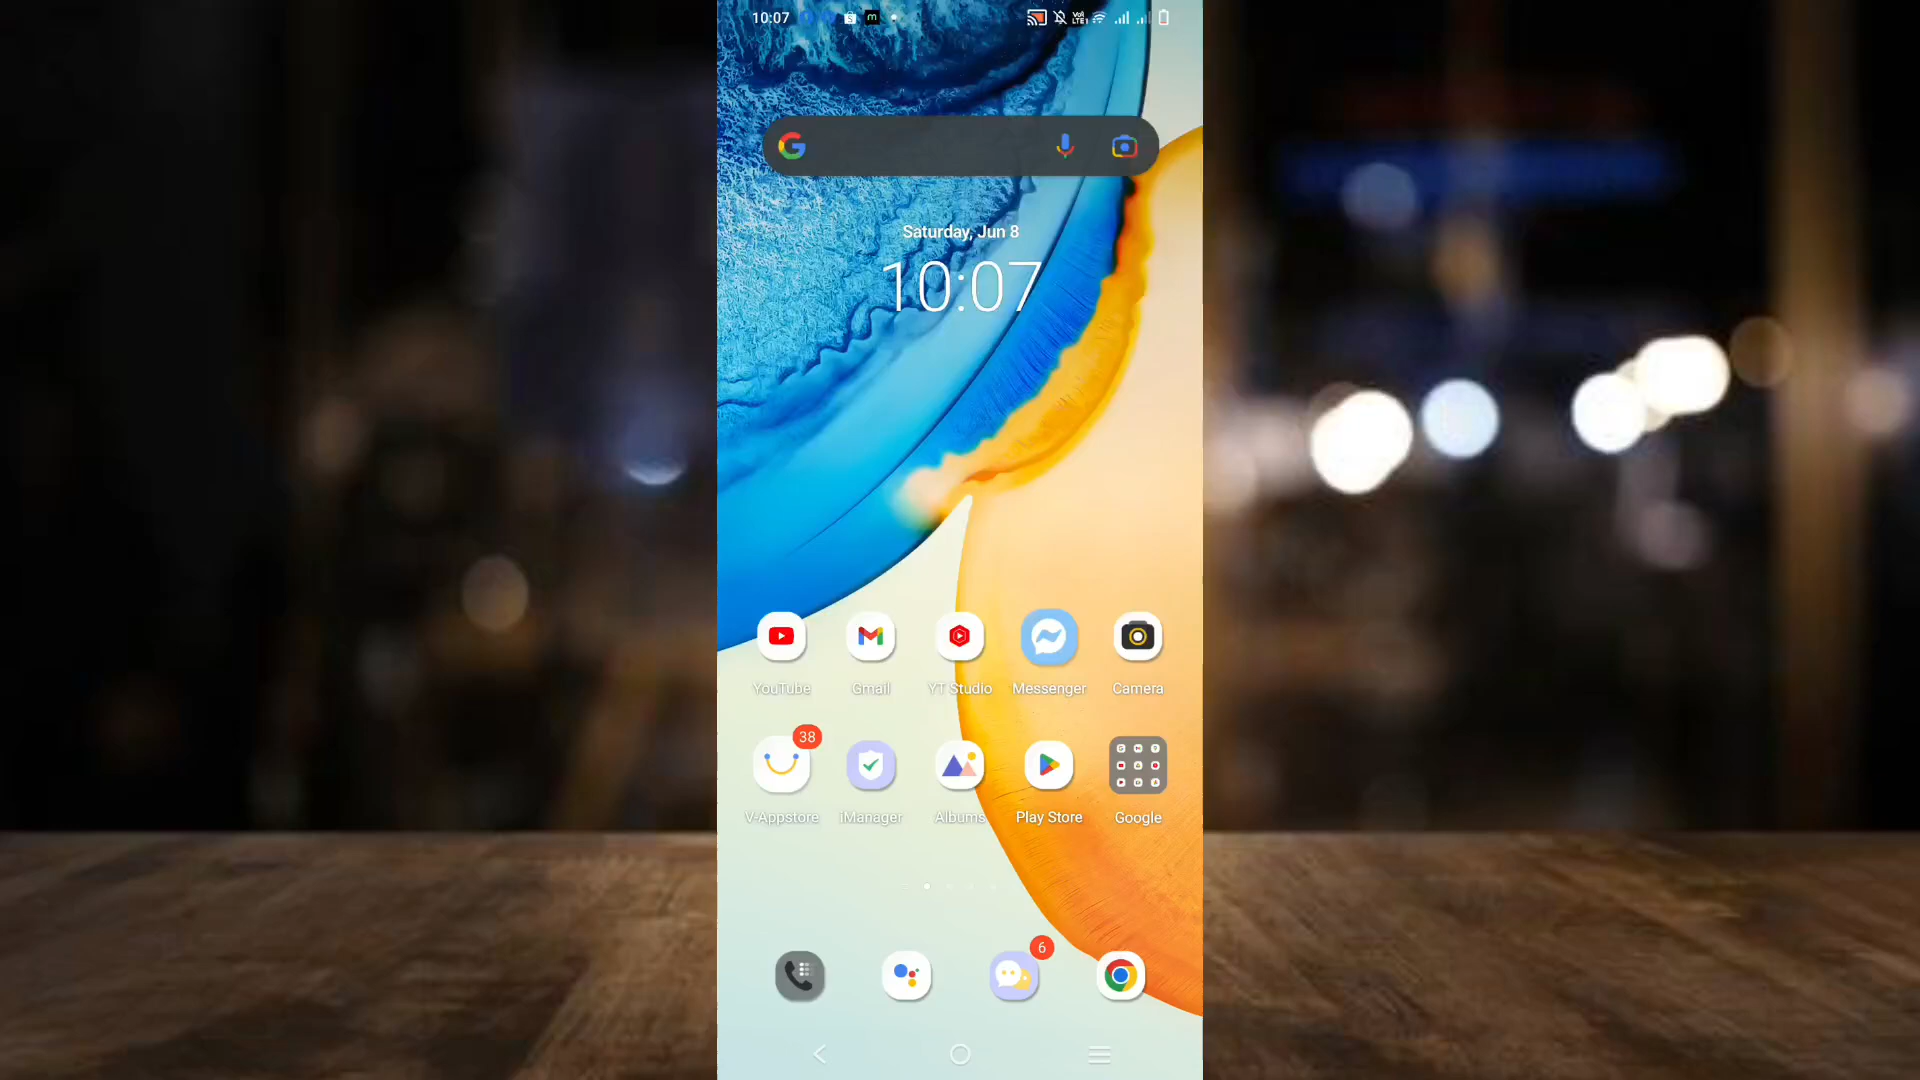 10:07
Saturday, Jun 8
10:07
YouTube Gmail YT Studio Messenger Camera
38
V-Appstore iManager Albums Play Store Google
6